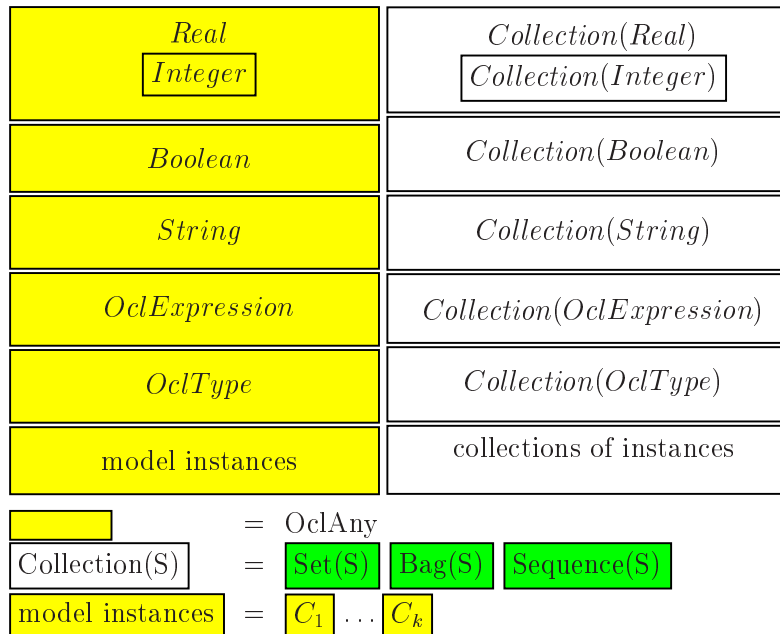 Real Collection(Real)
Integer Collection(Integer)
Boolean Collection(Boolean)
String Collection(String)
OclExpression Collection(OclExpression)
OclType Collection(OclType)
model instances collections of instances
= OclAny
Collection(S) = Set(S) Bag(S) Sequence(S)
model instances = C₁ ... Cₖ